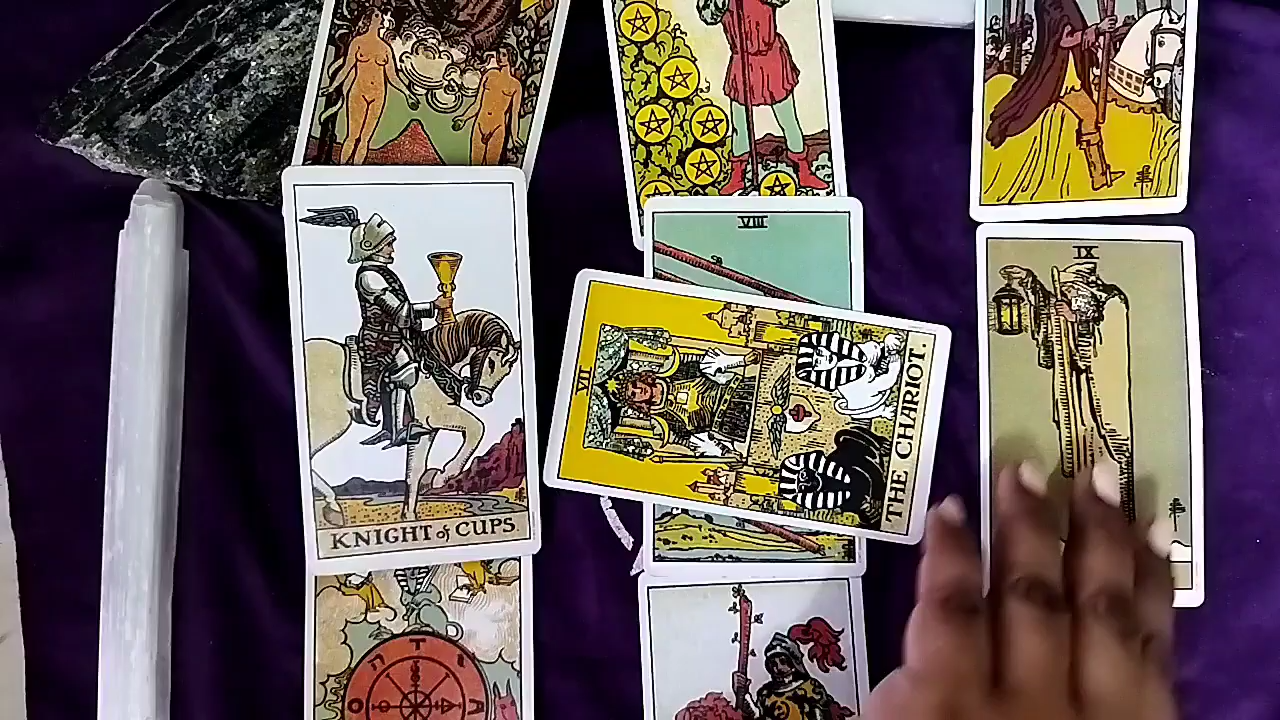 VIII
IX
VII
THE CHARIOT.
KNIGHT of CUPS.
T